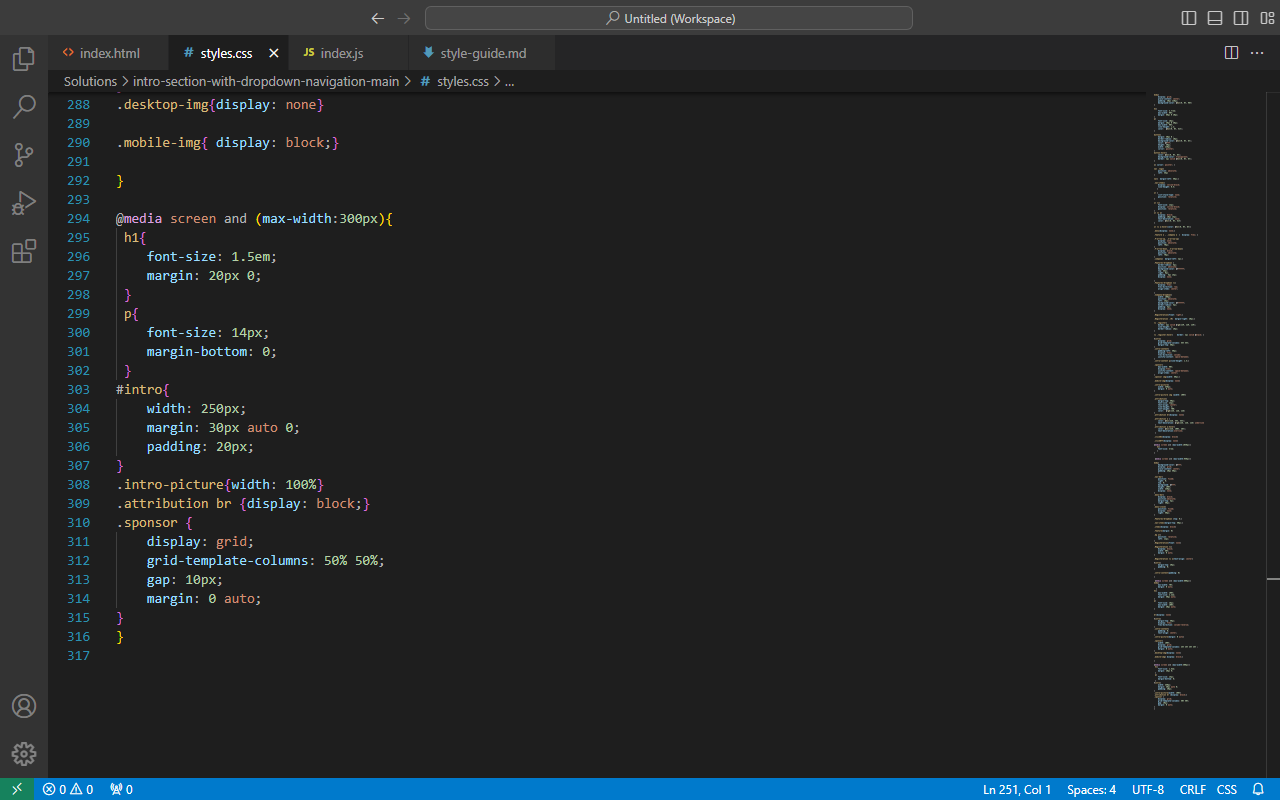 Untitled (Workspace)
index.html
# styles.css
JS index.js
style-guide.md
Solutions > intro-section-with-dropdown-navigation-main > # styles.css > ...
288 .desktop-img{display: none}
289
290 .mobile-img{ display: block;}
291
292 }
293
294 @media screen and (max-width:300px){
295 h1{
296 font-size: 1.5em;
297 margin: 20px 0;
298 }
299 p{
300 font-size: 14px;
301 margin-bottom: 0;
302 }
303 #intro{
304 width: 250px;
305 margin: 30px auto 0;
306 padding: 20px;
307 }
308 .intro-picture{width: 100%}
309 .attribution br {display: block;}
310 .sponsor {
311 display: grid;
312 grid-template-columns: 50% 50%;
313 gap: 10px;
314 margin: 0 auto;
315 }
316 }
317
0 0 0
Ln 251, Col 1 Spaces: 4 UTF-8 CRLF CSS